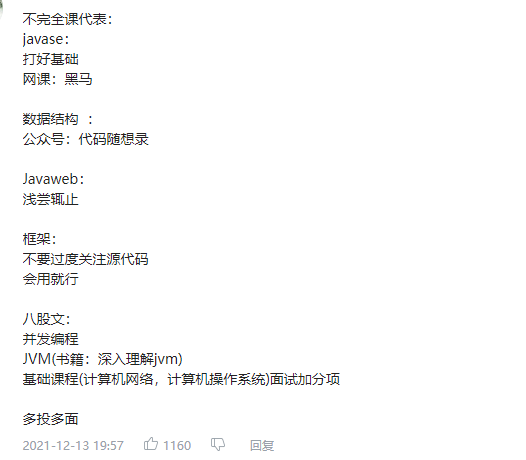 不完全课代表：
javase：
打好基础
网课：黑马
数据结构 ：
公众号：代码随想录
Javaweb：
浅尝辄止
框架：
不要过度关注源代码
会用就行
八股文：
并发编程
JVM(书籍：深入理解jvm)
基础课程(计算机网络，计算机操作系统)面试加分项
多投多面
2021-12-13 19:57 1160 回复